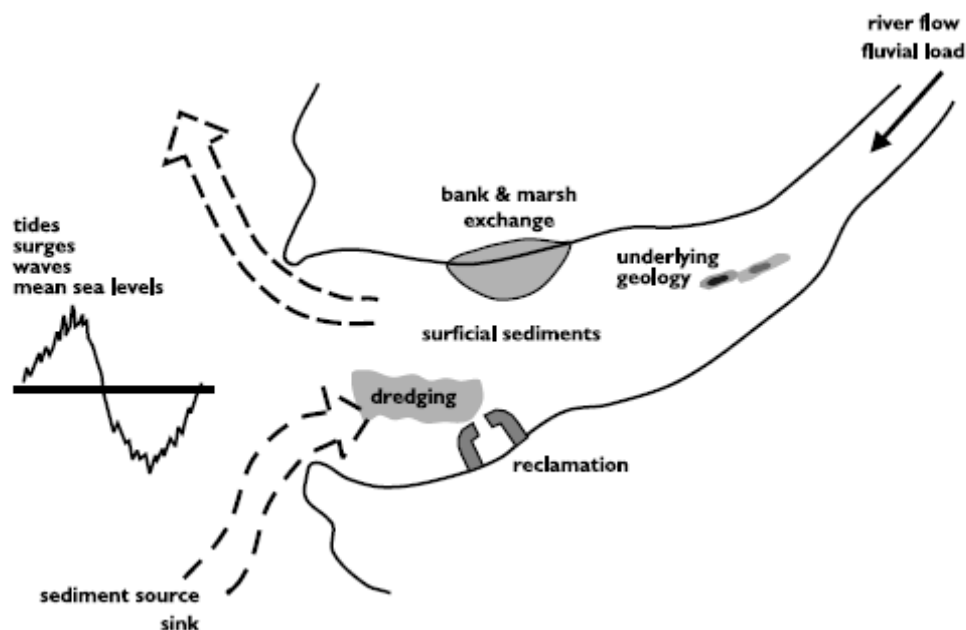 river flow
fluvial load
bank & marsh
exchange
tides
surges
waves
mean sea levels
underlying
geology
surficial sediments
dredging
reclamation
sediment source
sink